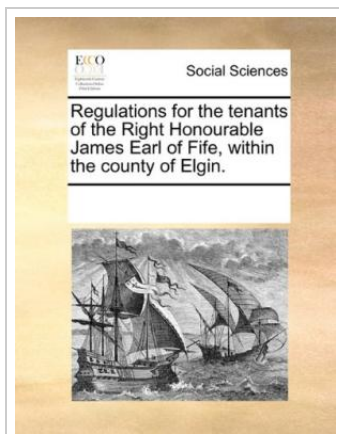 ECCO
Social Sciences
Regulations for the tenants
of the Right Honourable
James Earl of Fife, within
the county of Elgin.